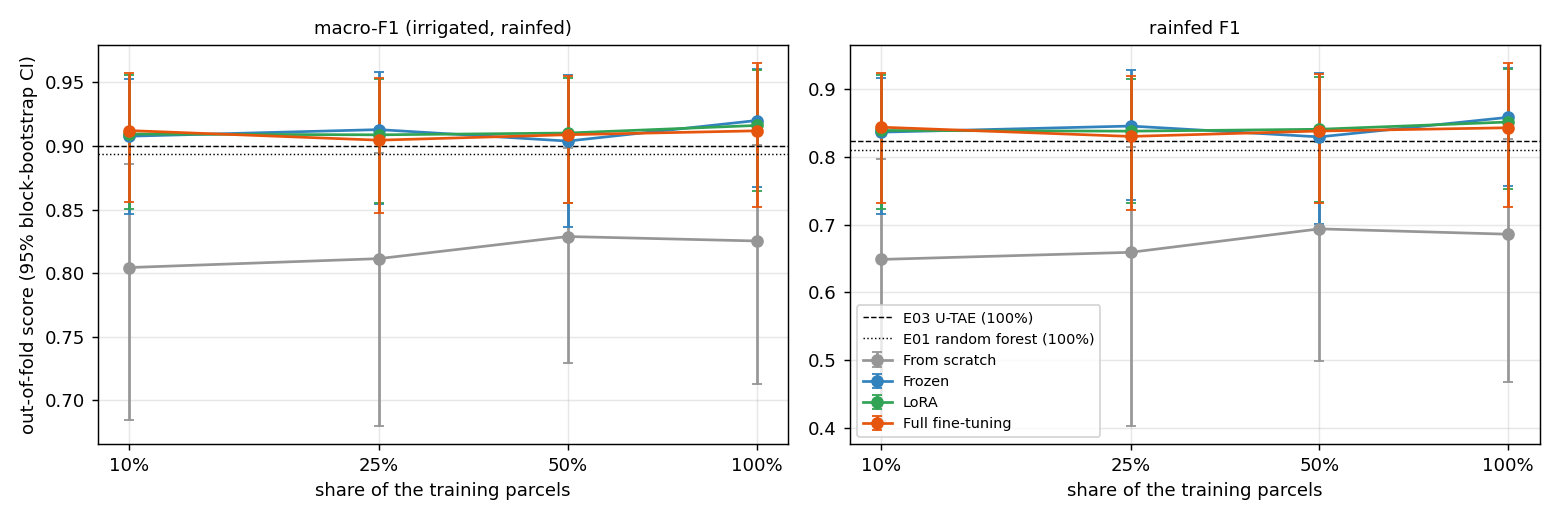 macro-F1 (irrigated, rainfed)
out-of-fold score (95% block-bootstrap CI)
0.95
0.90
0.85
0.80
0.75
0.70
10%
25%
50%
100%
share of the training parcels
rainfed F1
0.9
0.8
0.7
0.6
0.5
0.4
E03 U-TAE (100%)
E01 random forest (100%)
From scratch
Frozen
LoRA
Full fine-tuning
10%
25%
50%
100%
share of the training parcels